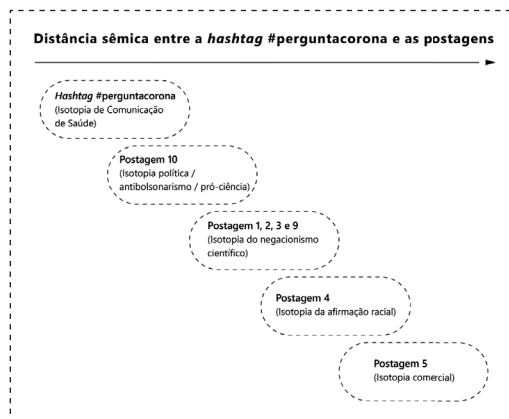 Distância sêmica entre a hashtag #perguntacorona e as postagens
Hashtag #perguntacorona
(Isotopia de Comunicação
de Saúde)
Postagem 10
(Isotopia política /
antibolsonarismo / pró-ciência)
Postagem 1, 2, 3 e 9
(Isotopia do negacionismo
científico)
Postagem 4
(Isotopia da afirmação racial)
Postagem 5
(Isotopia comercial)